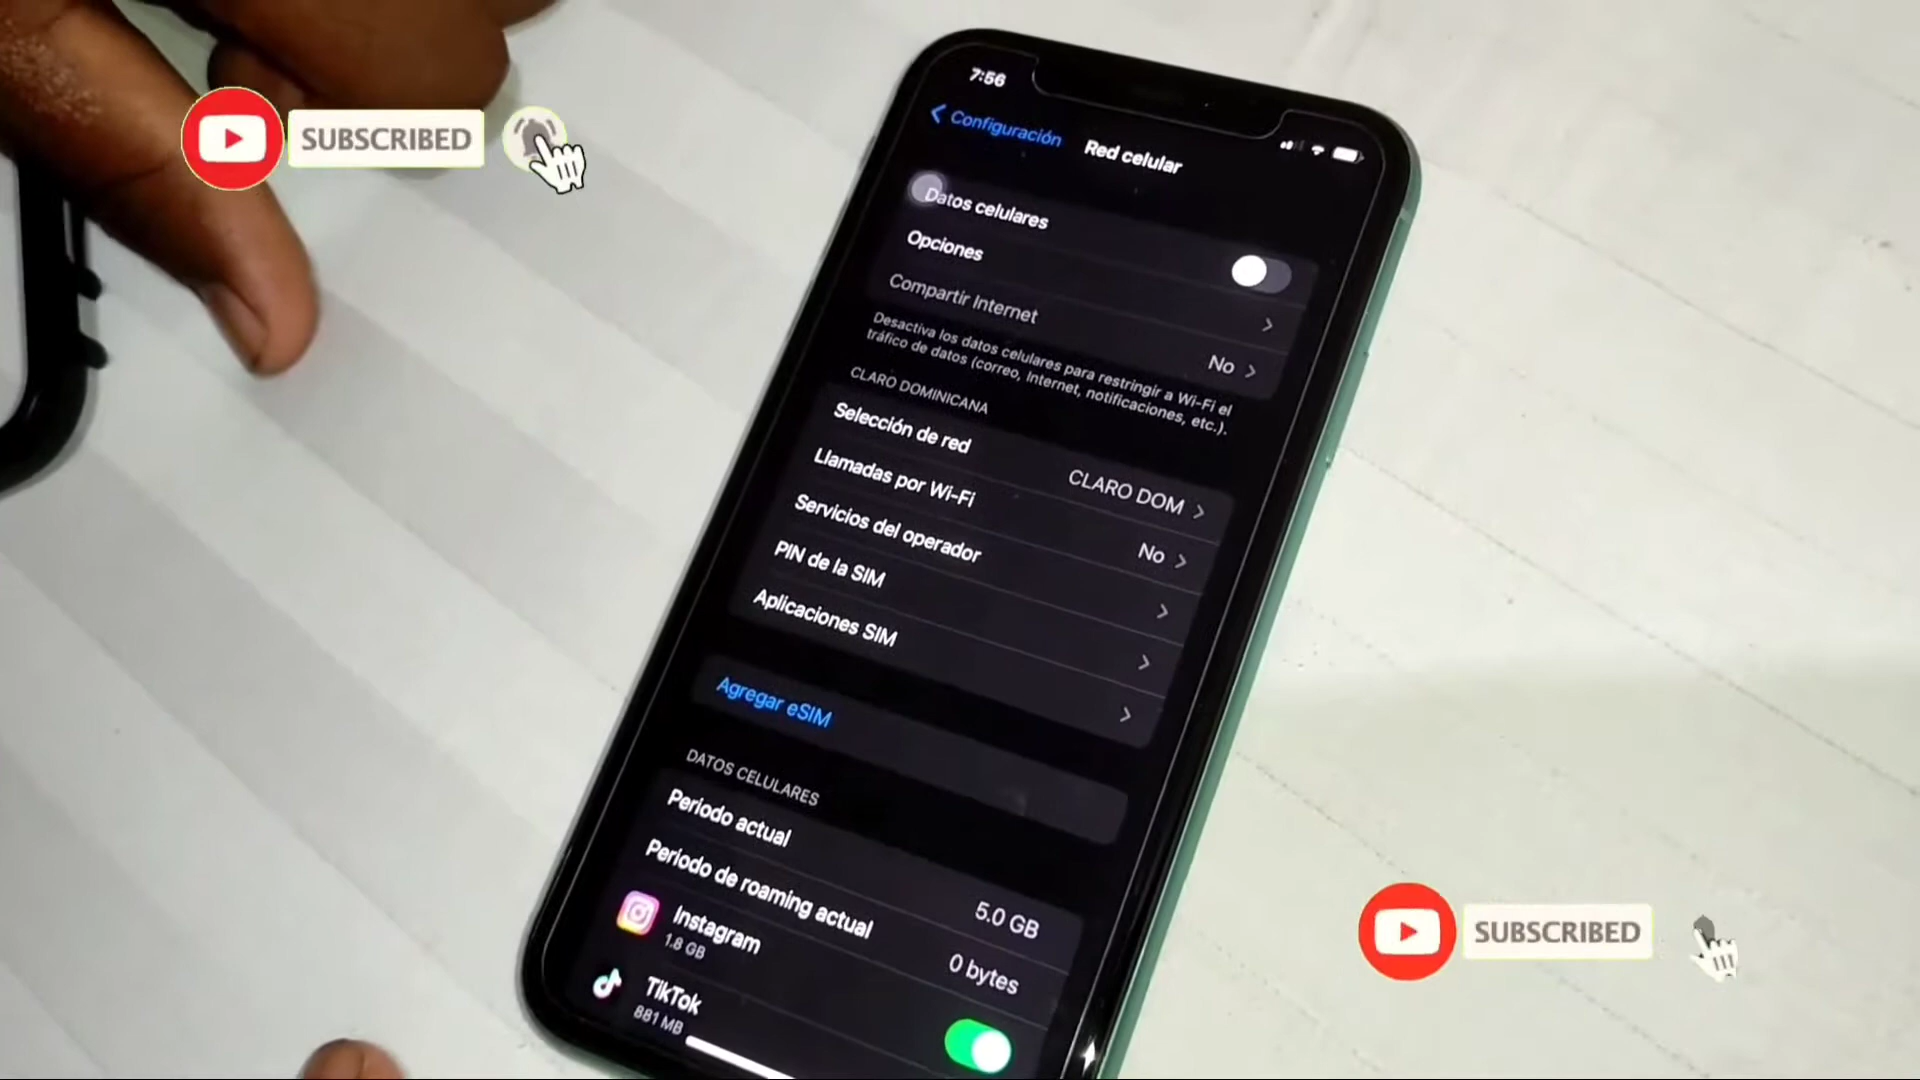 SUBSCRIBED
7:56
Configuración
Red celular
Datos celulares
Opciones
Compartir Internet
No
Desactiva los datos celulares para restringir a Wi-Fi el
tráfico de datos (correo, Internet, notificaciones, etc.).
CLARO DOMINICANA
Selección de red
CLARO DOM
Llamadas por Wi-Fi
No
Servicios del operador
PIN de la SIM
Aplicaciones SIM
Agregar eSIM
DATOS CELULARES
Periodo actual
5.0 GB
Periodo de roaming actual
0 bytes
Instagram
1.8 GB
TikTok
881 MB
SUBSCRIBED